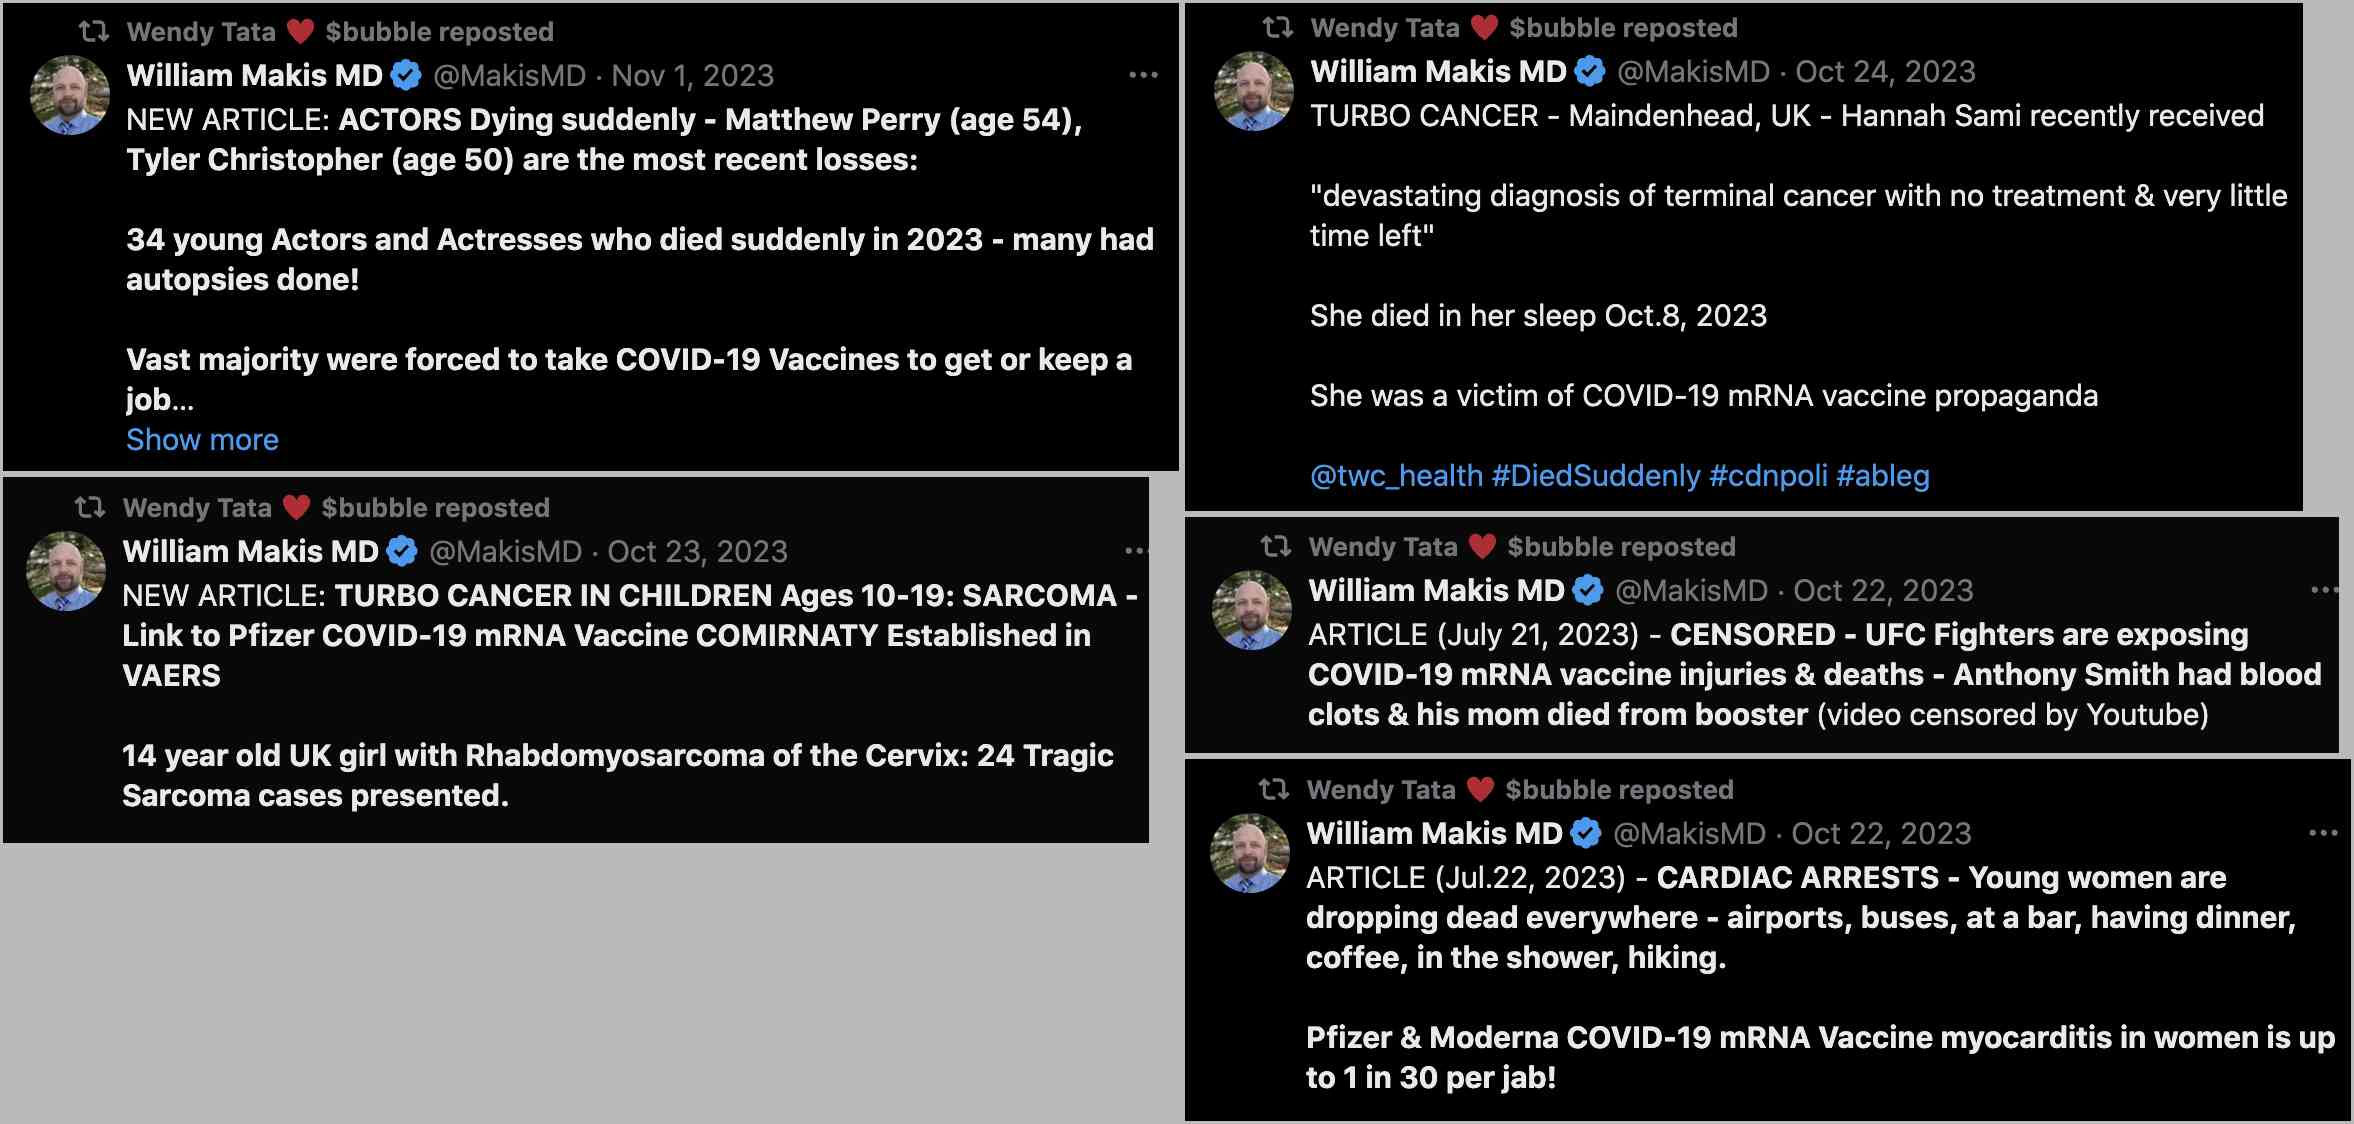 Wendy Tata ❤️ $bubble reposted
William Makis MD @MakisMD · Nov 1, 2023
NEW ARTICLE: ACTORS Dying suddenly - Matthew Perry (age 54),
Tyler Christopher (age 50) are the most recent losses:
34 young Actors and Actresses who died suddenly in 2023 - many had
autopsies done!
Vast majority were forced to take COVID-19 Vaccines to get or keep a
job...
Show more
Wendy Tata ❤️ $bubble reposted
William Makis MD @MakisMD · Oct 23, 2023
NEW ARTICLE: TURBO CANCER IN CHILDREN Ages 10-19: SARCOMA -
Link to Pfizer COVID-19 mRNA Vaccine COMIRNATY Established in
VAERS
14 year old UK girl with Rhabdomyosarcoma of the Cervix: 24 Tragic
Sarcoma cases presented.
Wendy Tata ❤️ $bubble reposted
William Makis MD @MakisMD · Oct 24, 2023
TURBO CANCER - Maindenhead, UK - Hannah Sami recently received
"devastating diagnosis of terminal cancer with no treatment & very little
time left"
She died in her sleep Oct.8, 2023
She was a victim of COVID-19 mRNA vaccine propaganda
@twc_health #DiedSuddenly #cdnpoli #ableg
Wendy Tata ❤️ $bubble reposted
William Makis MD @MakisMD · Oct 22, 2023
ARTICLE (July 21, 2023) - CENSORED - UFC Fighters are exposing
COVID-19 mRNA vaccine injuries & deaths - Anthony Smith had blood
clots & his mom died from booster (video censored by Youtube)
Wendy Tata ❤️ $bubble reposted
William Makis MD @MakisMD · Oct 22, 2023
ARTICLE (Jul.22, 2023) - CARDIAC ARRESTS - Young women are
dropping dead everywhere - airports, buses, at a bar, having dinner,
coffee, in the shower, hiking.
Pfizer & Moderna COVID-19 mRNA Vaccine myocarditis in women is up
to 1 in 30 per jab!